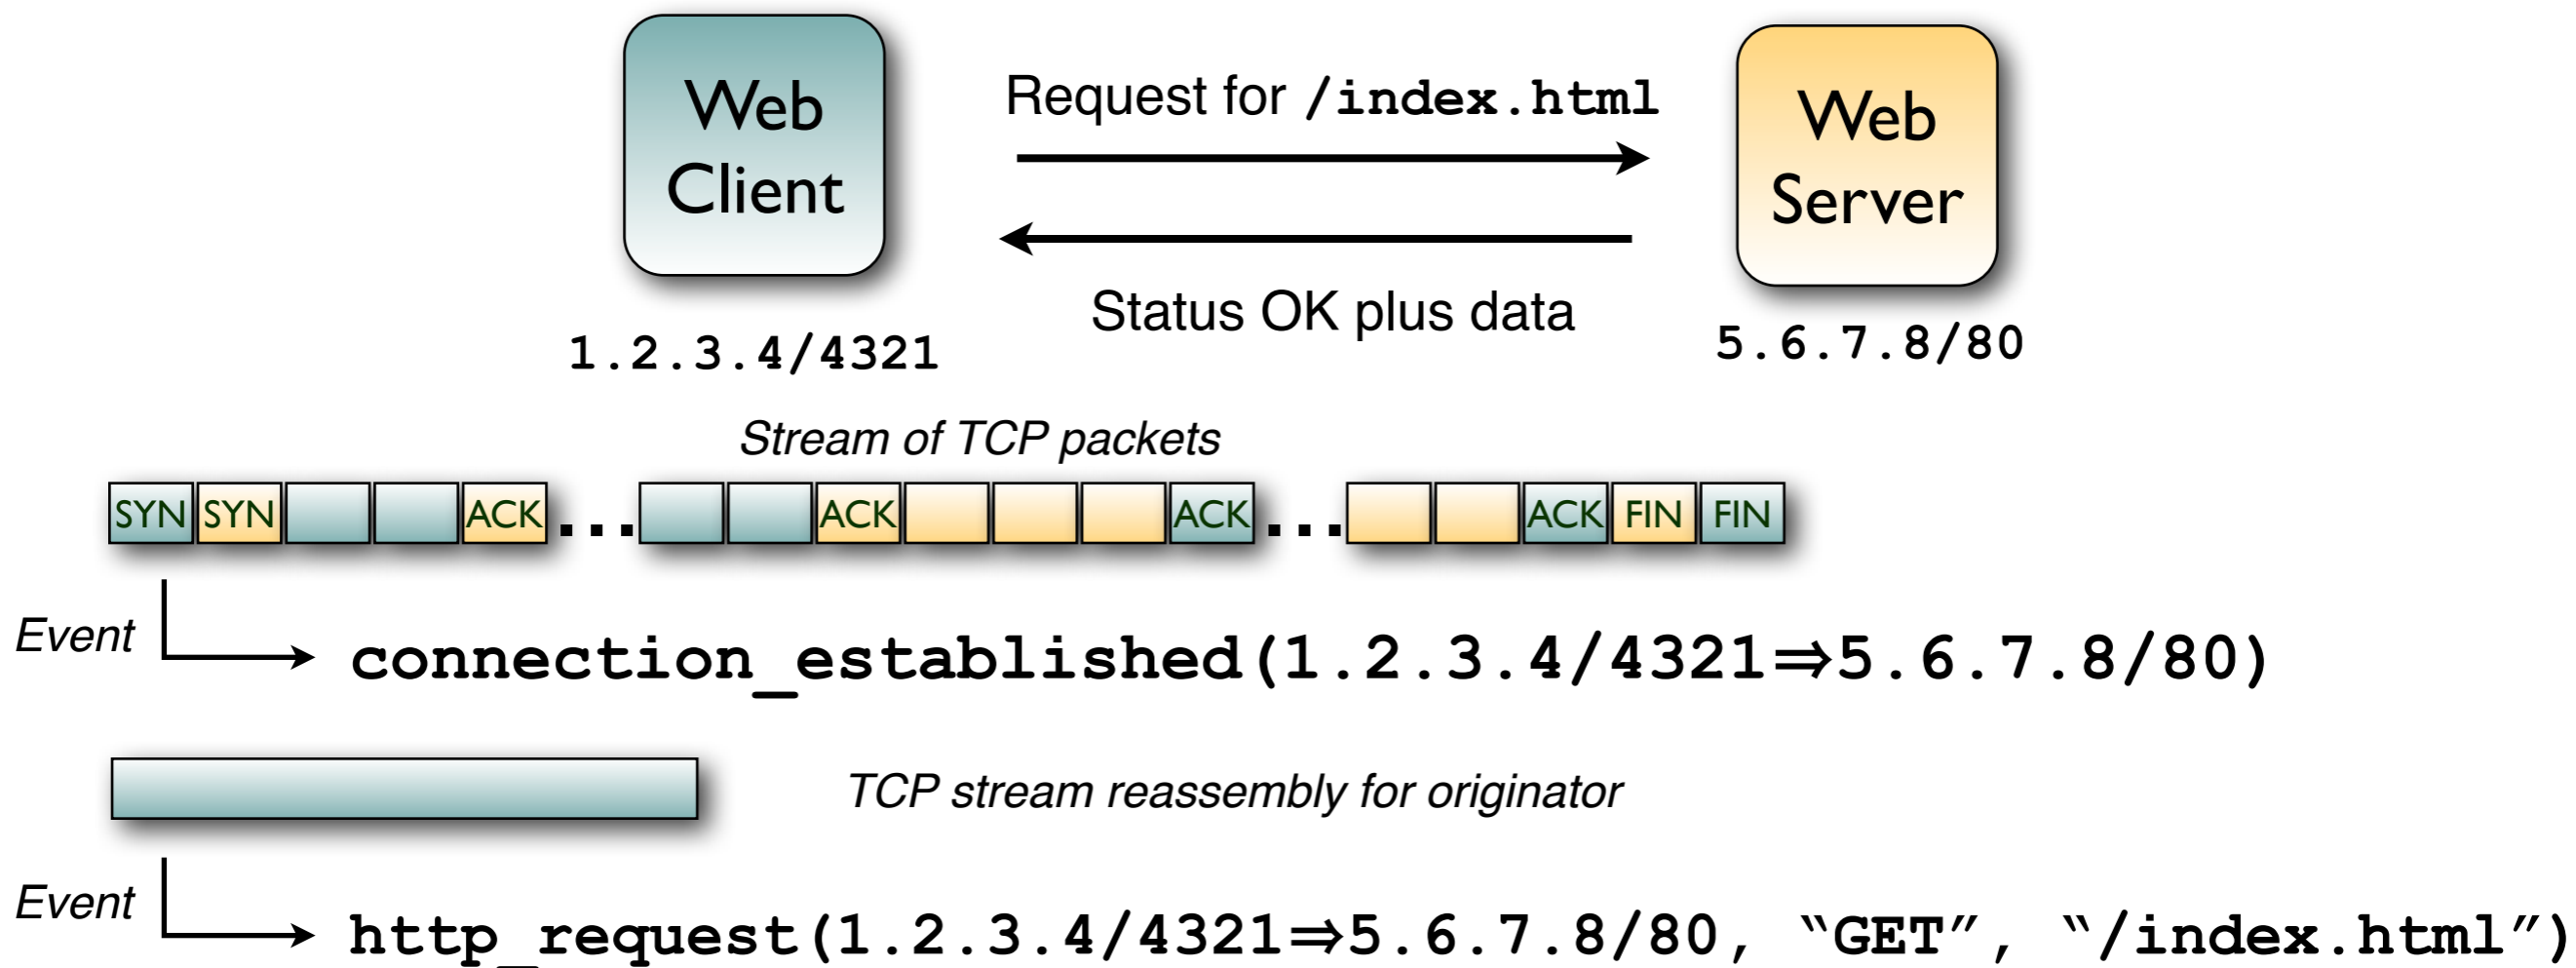 Web
Client
Request for /index.html
Web
Server
Status OK plus data
1.2.3.4/4321
5.6.7.8/80
Stream of TCP packets
SYN SYN ACK ... ACK ACK ... ACK FIN FIN
Event
connection_established(1.2.3.4/4321⇒5.6.7.8/80)
TCP stream reassembly for originator
Event
http_request(1.2.3.4/4321⇒5.6.7.8/80, “GET”, “/index.html”)